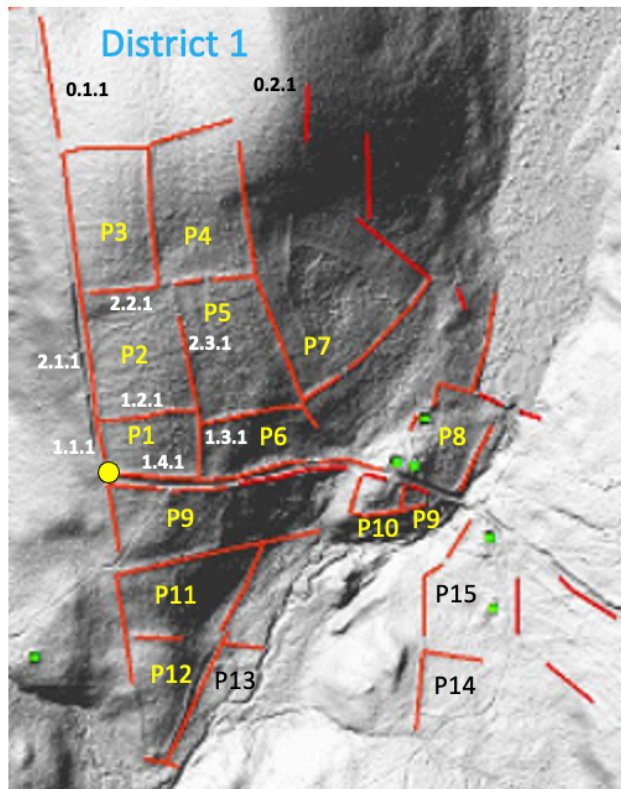 District 1
0.1.1
0.2.1
P3
P4
2.2.1
P5
2.3.1
P7
2.1.1
P2
1.2.1
P1
1.3.1
P6
P8
1.1.1
1.4.1
P9
P10
P9
P11
P15
P12
P13
P14